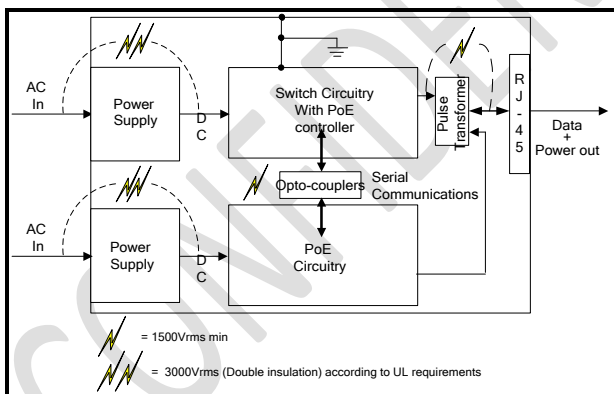 AC
In
Power
Supply
D
C
Switch Circuitry
With PoE
controller
Pulse
Transformer
R
J
-
4
5
Data
+
Power out
Opto-couplers
Serial
Communications
AC
In
Power
Supply
D
C
PoE
Circuitry
= 1500Vrms min
= 3000Vrms (Double insulation) according to UL requirements